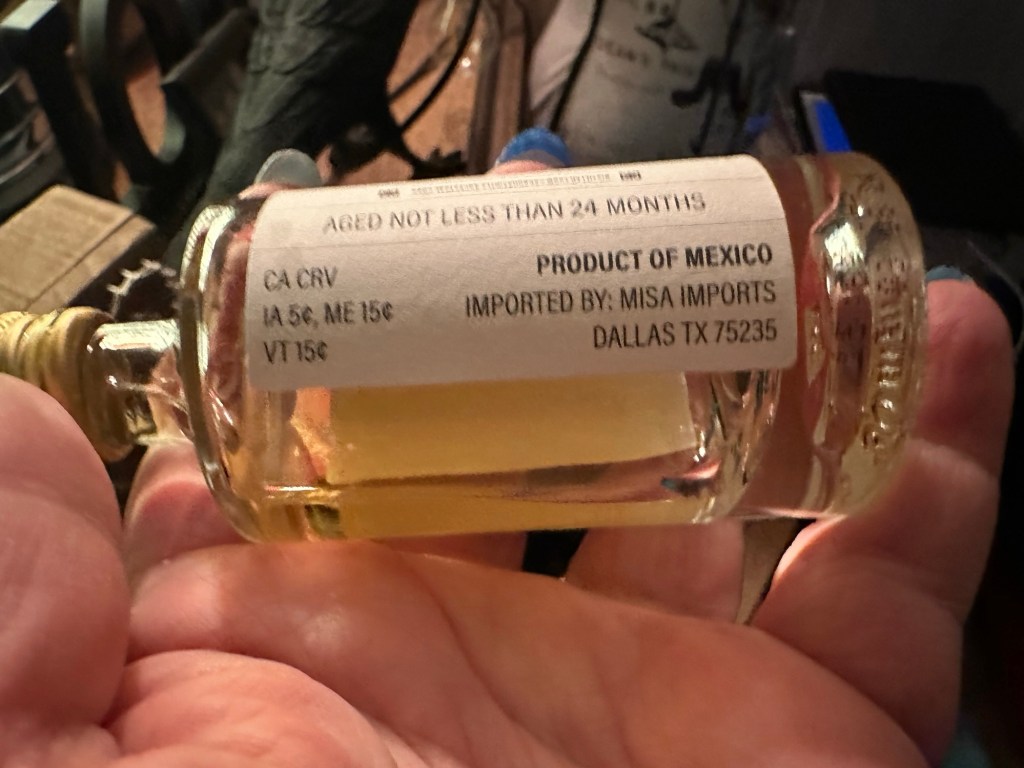 AGED NOT LESS THAN 24 MONTHS
CA CRV
IA 5¢, ME 15¢
VT 15¢
PRODUCT OF MEXICO
IMPORTED BY: MISA IMPORTS
DALLAS TX 75235